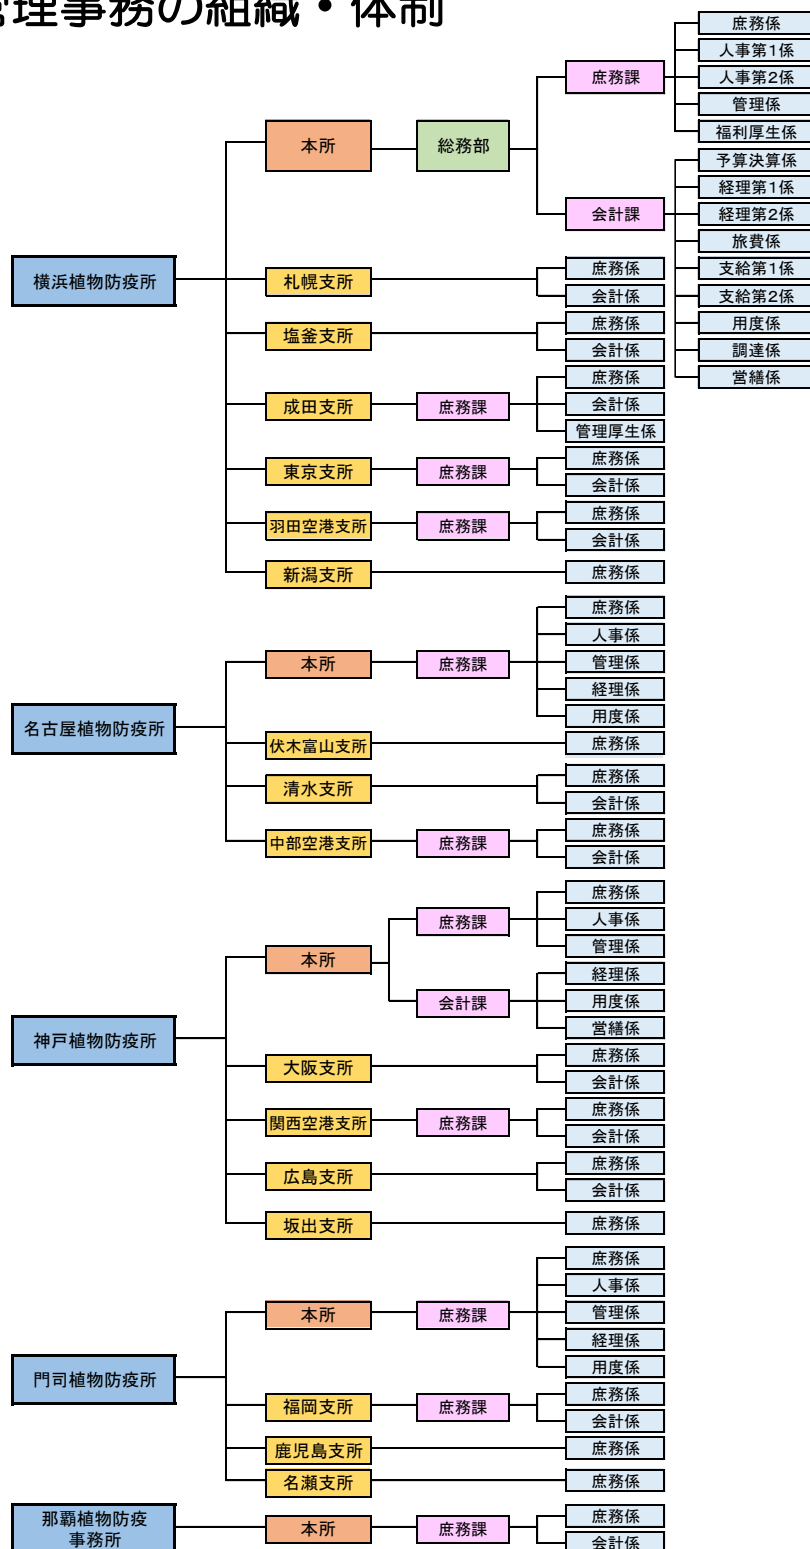 管理事務の組織・体制
庶務係
人事第1係
庶務課
人事第2係
管理係
福利厚生係
本所
総務部
予算決算係
経理第1係
会計課
経理第2係
旅費係
支給第1係
支給第2係
用度係
調達係
営繕係
横浜植物防疫所
札幌支所
庶務係
会計係
塩釜支所
庶務係
会計係
成田支所
庶務課
庶務係
会計係
管理厚生係
東京支所
庶務課
庶務係
会計係
羽田空港支所
庶務課
庶務係
会計係
新潟支所
庶務係
名古屋植物防疫所
本所
庶務課
庶務係
人事係
管理係
経理係
用度係
伏木富山支所
庶務係
清水支所
庶務係
会計係
中部空港支所
庶務課
庶務係
会計係
神戸植物防疫所
本所
庶務課
庶務係
人事係
管理係
会計課
経理係
用度係
営繕係
大阪支所
庶務係
会計係
関西空港支所
庶務課
庶務係
会計係
広島支所
庶務係
会計係
坂出支所
庶務係
門司植物防疫所
本所
庶務課
庶務係
人事係
管理係
経理係
用度係
福岡支所
庶務課
庶務係
会計係
鹿児島支所
庶務係
名瀬支所
庶務係
那覇植物防疫
事務所
本所
庶務課
庶務係
会計係